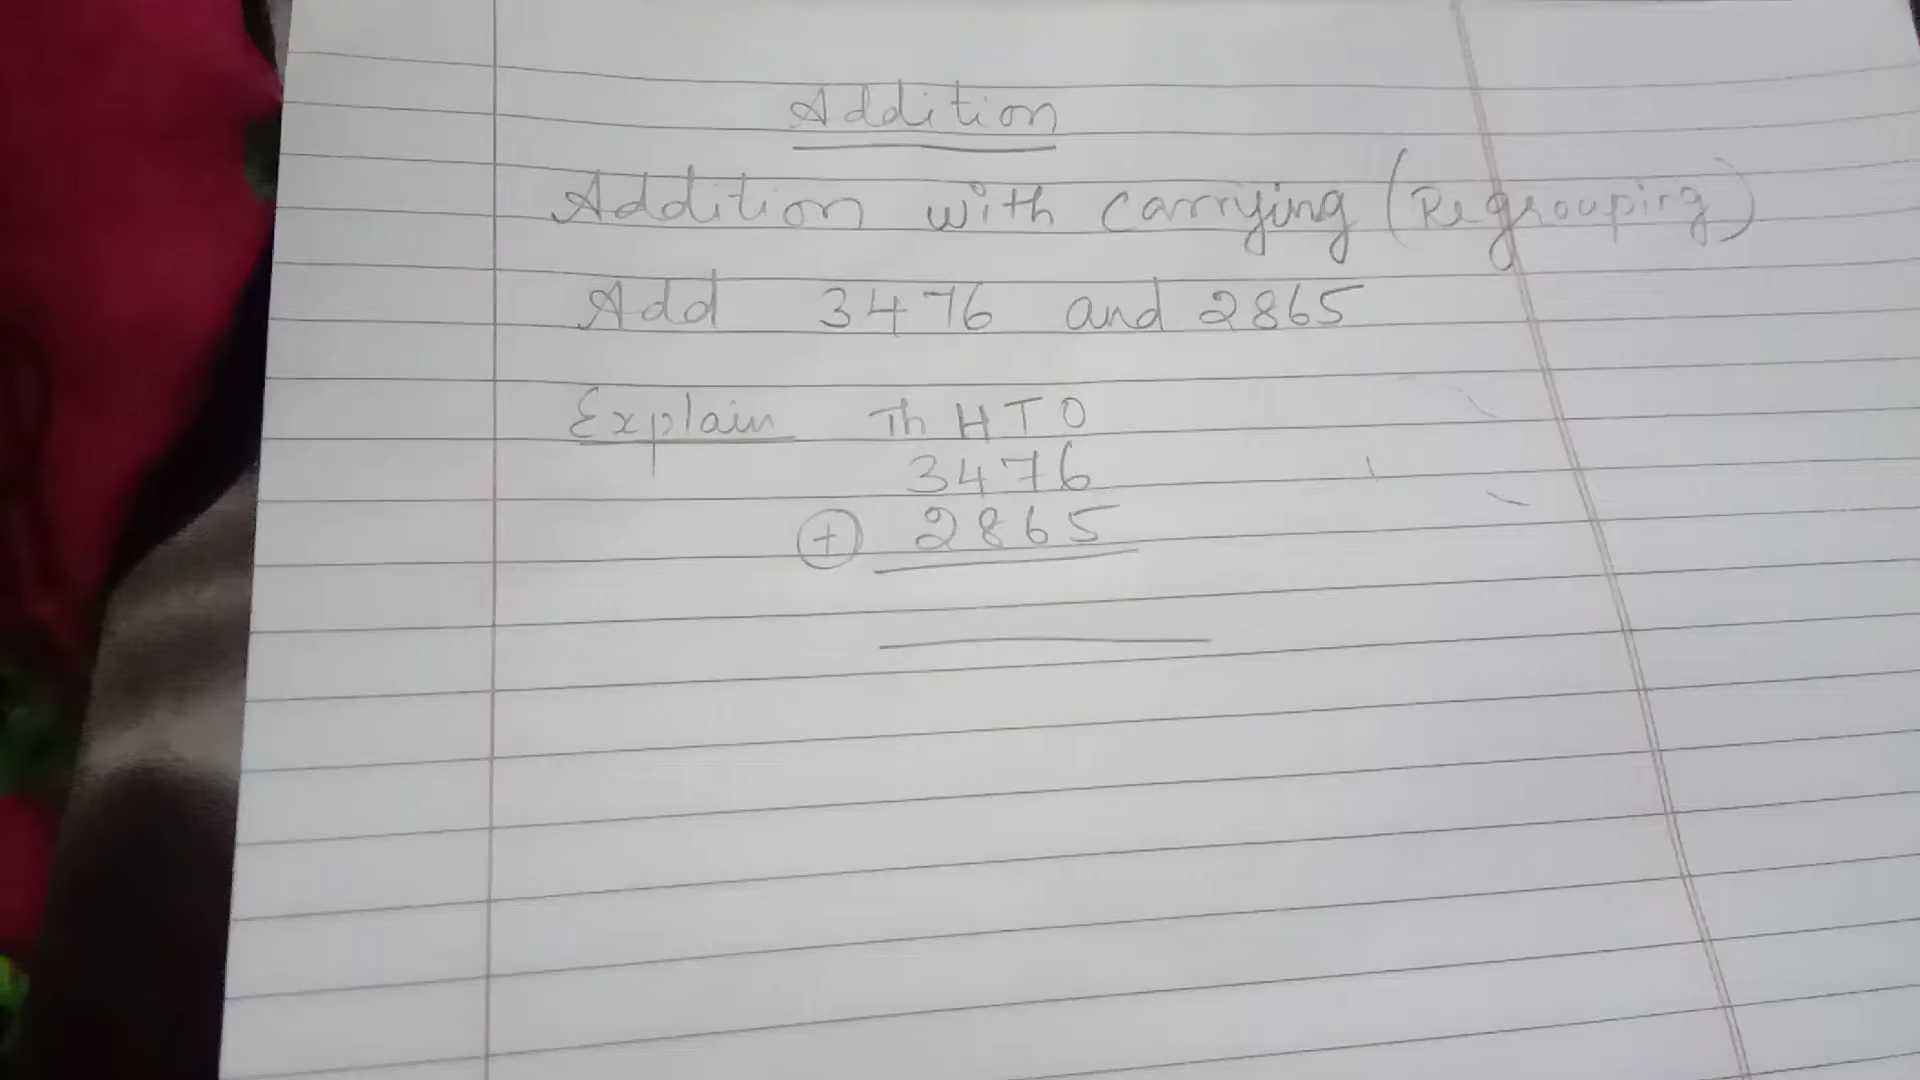 Addition
Addition with carrying (Regrouping)
Add 3476 and 2865
Explain Th H T O
3476
+ 2865